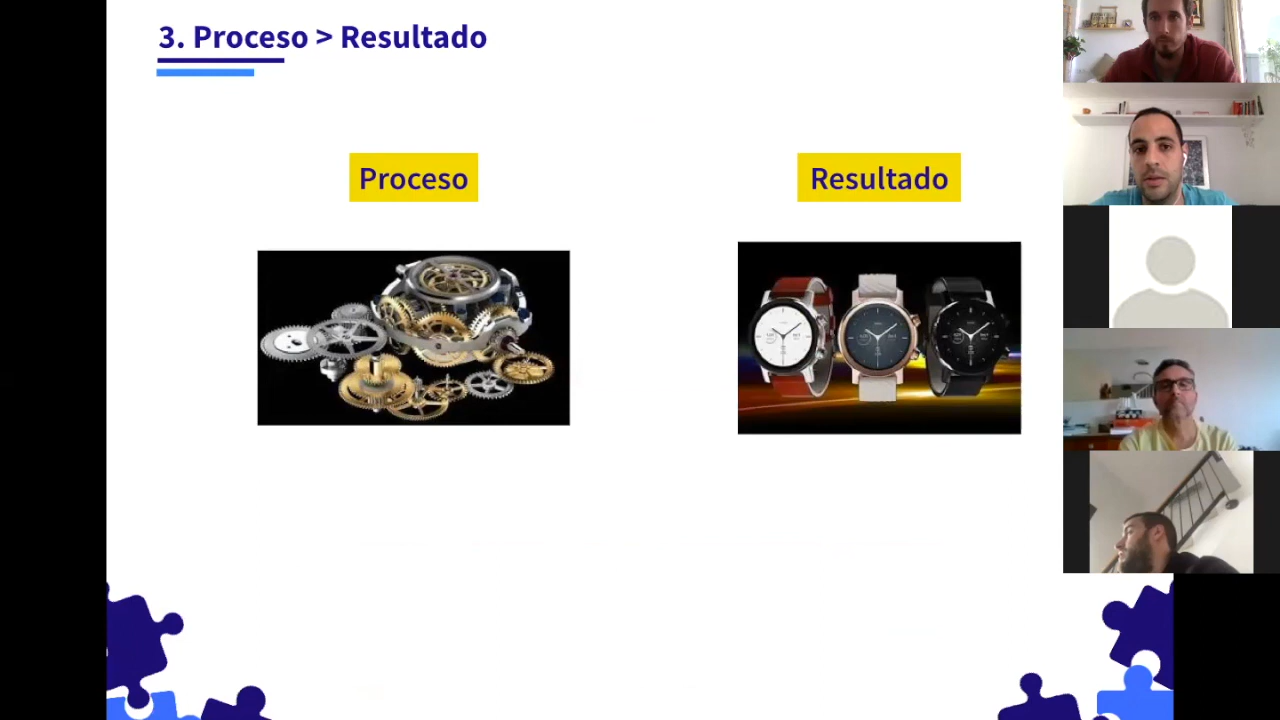 3. Proceso > Resultado
Proceso
Resultado